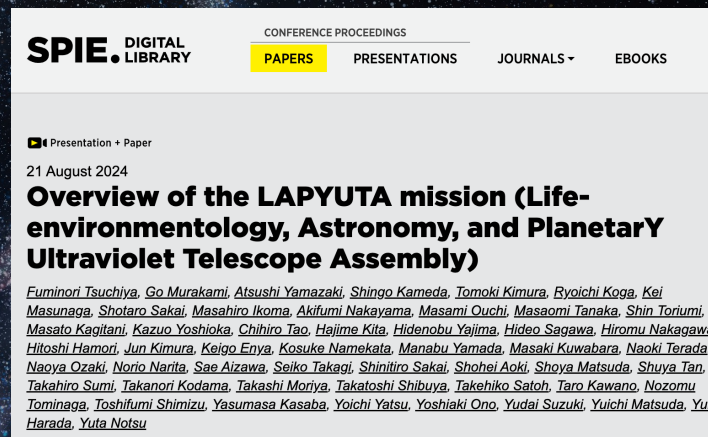 CONFERENCE PROCEEDINGS
SPIE. DIGITAL LIBRARY
PAPERS PRESENTATIONS JOURNALS EBOOKS
Presentation + Paper
21 August 2024
Overview of the LAPYUTA mission (Life-
environmentology, Astronomy, and PlanetarY
Ultraviolet Telescope Assembly)
Fuminori Tsuchiya, Go Murakami, Atsushi Yamazaki, Shingo Kameda, Tomoki Kimura, Ryoichi Koga, Kei
Masunaga, Shotaro Sakai, Masahiro Ikoma, Akifumi Nakayama, Masami Ouchi, Masaomi Tanaka, Shin Toriumi,
Masato Kagitani, Kazuo Yoshioka, Chihiro Tao, Hajime Kita, Hidenobu Yajima, Hideo Sagawa, Hiromu
Hitoshi Hamori, Jun Kimura, Keigo Enya, Kosuke Namekata, Manabu Yamada, Masaki Kuwabara, Naoki Terada
Naoya Ozaki, Norio Narita, Sae Aizawa, Seiko Takagi, Shinitiro Sakai, Shohei Aoki, Shoya Matsuda, Shuya Tan,
Takahiro Sumi, Takanori Kodama, Takashi Moriya, Takatoshi Shibuya, Takehiko Satoh, Taro Kawano, Nozomu
Tominaga, Toshifumi Shimizu, Yasumasa Kasaba, Yoichi Yatsu, Yoshiaki Ono, Yudai Suzuki, Yuichi Matsuda,
Harada, Yuta Notsu